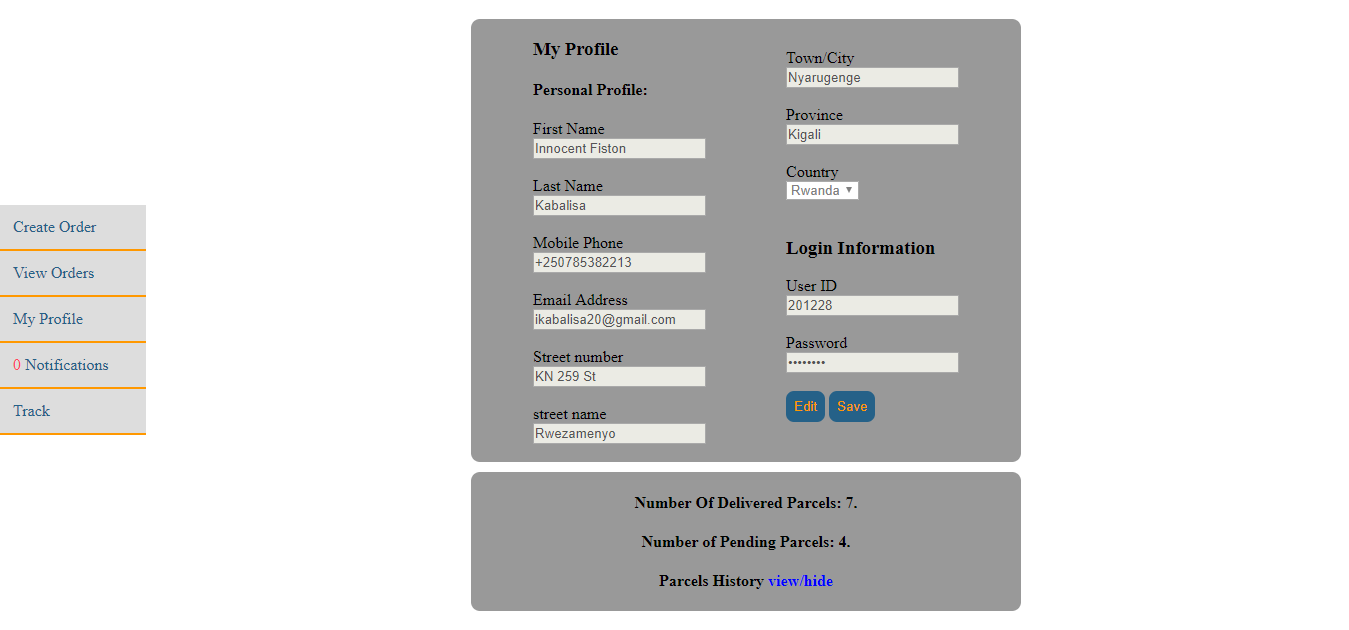 Create Order
View Orders
My Profile
0 Notifications
Track
My Profile
Personal Profile:
First Name
Innocent Fiston
Last Name
Kabalisa
Mobile Phone
+250785382213
Email Address
ikabalisa20@gmail.com
Street number
KN 259 St
street name
Rwezamenyo
Town/City
Nyarugenge
Province
Kigali
Country
Rwanda
Login Information
User ID
201228
Password
••••••••
Edit Save
Number Of Delivered Parcels: 7.
Number of Pending Parcels: 4.
Parcels History view/hide